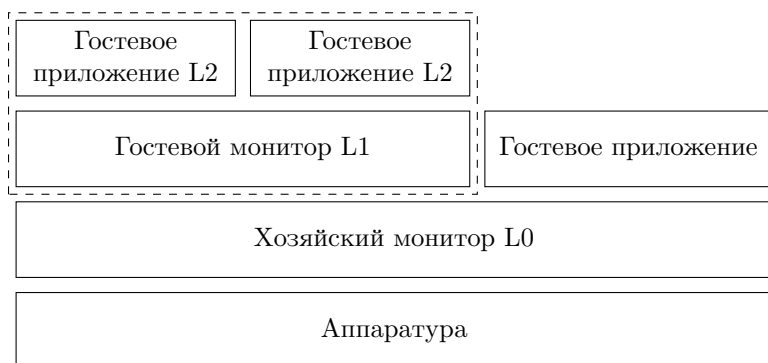 Гостевое
приложение L2
Гостевое
приложение L2
Гостевой монитор L1
Гостевое приложение
Хозяйский монитор L0
Аппаратура